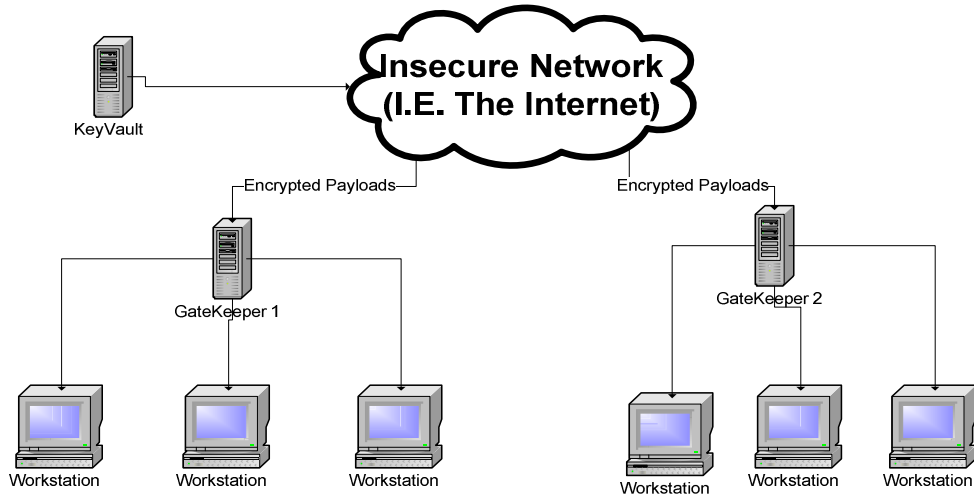 Insecure Network
(I.E. The Internet)
KeyVault
Encrypted Payloads
Encrypted Payloads
GateKeeper 1
GateKeeper 2
Workstation
Workstation
Workstation
Workstation
Workstation
Workstation